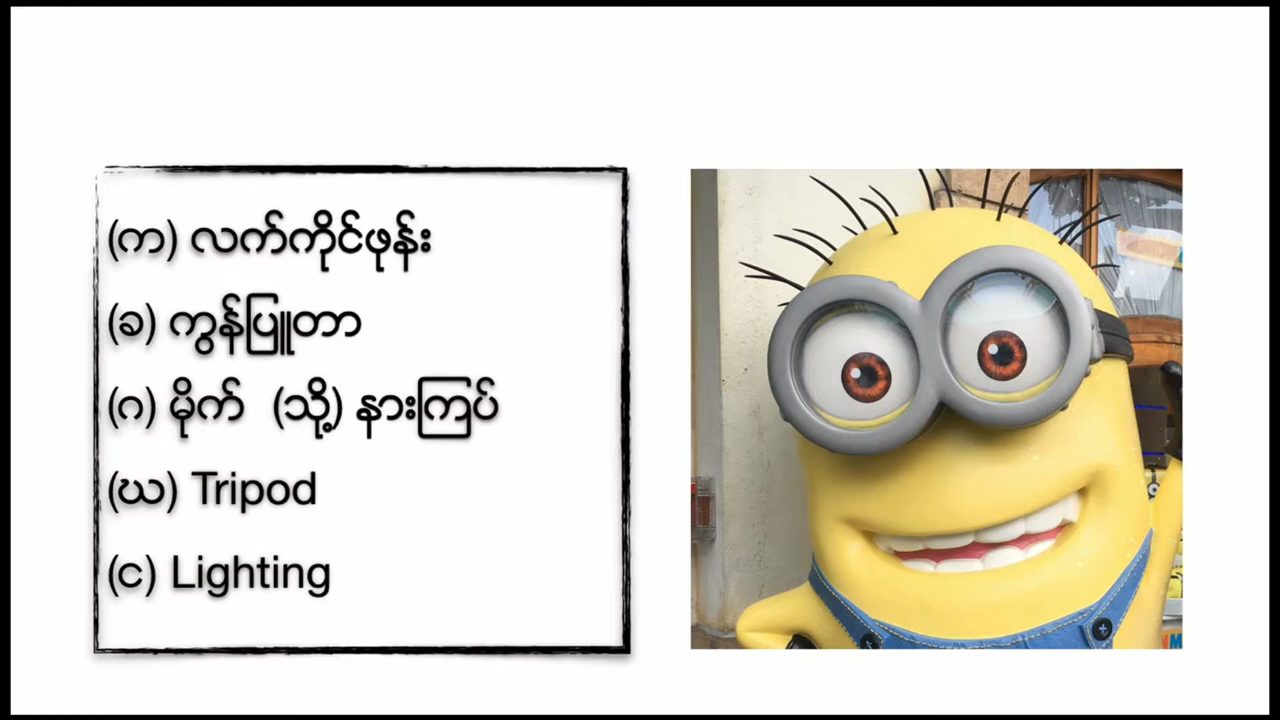 (က) လက်ကိုင်ဖုန်း
(ခ) ကွန်ပြူတာ
(ဂ) မိုက် (သို့) နားကြပ်
(ဃ) Tripod
(င) Lighting